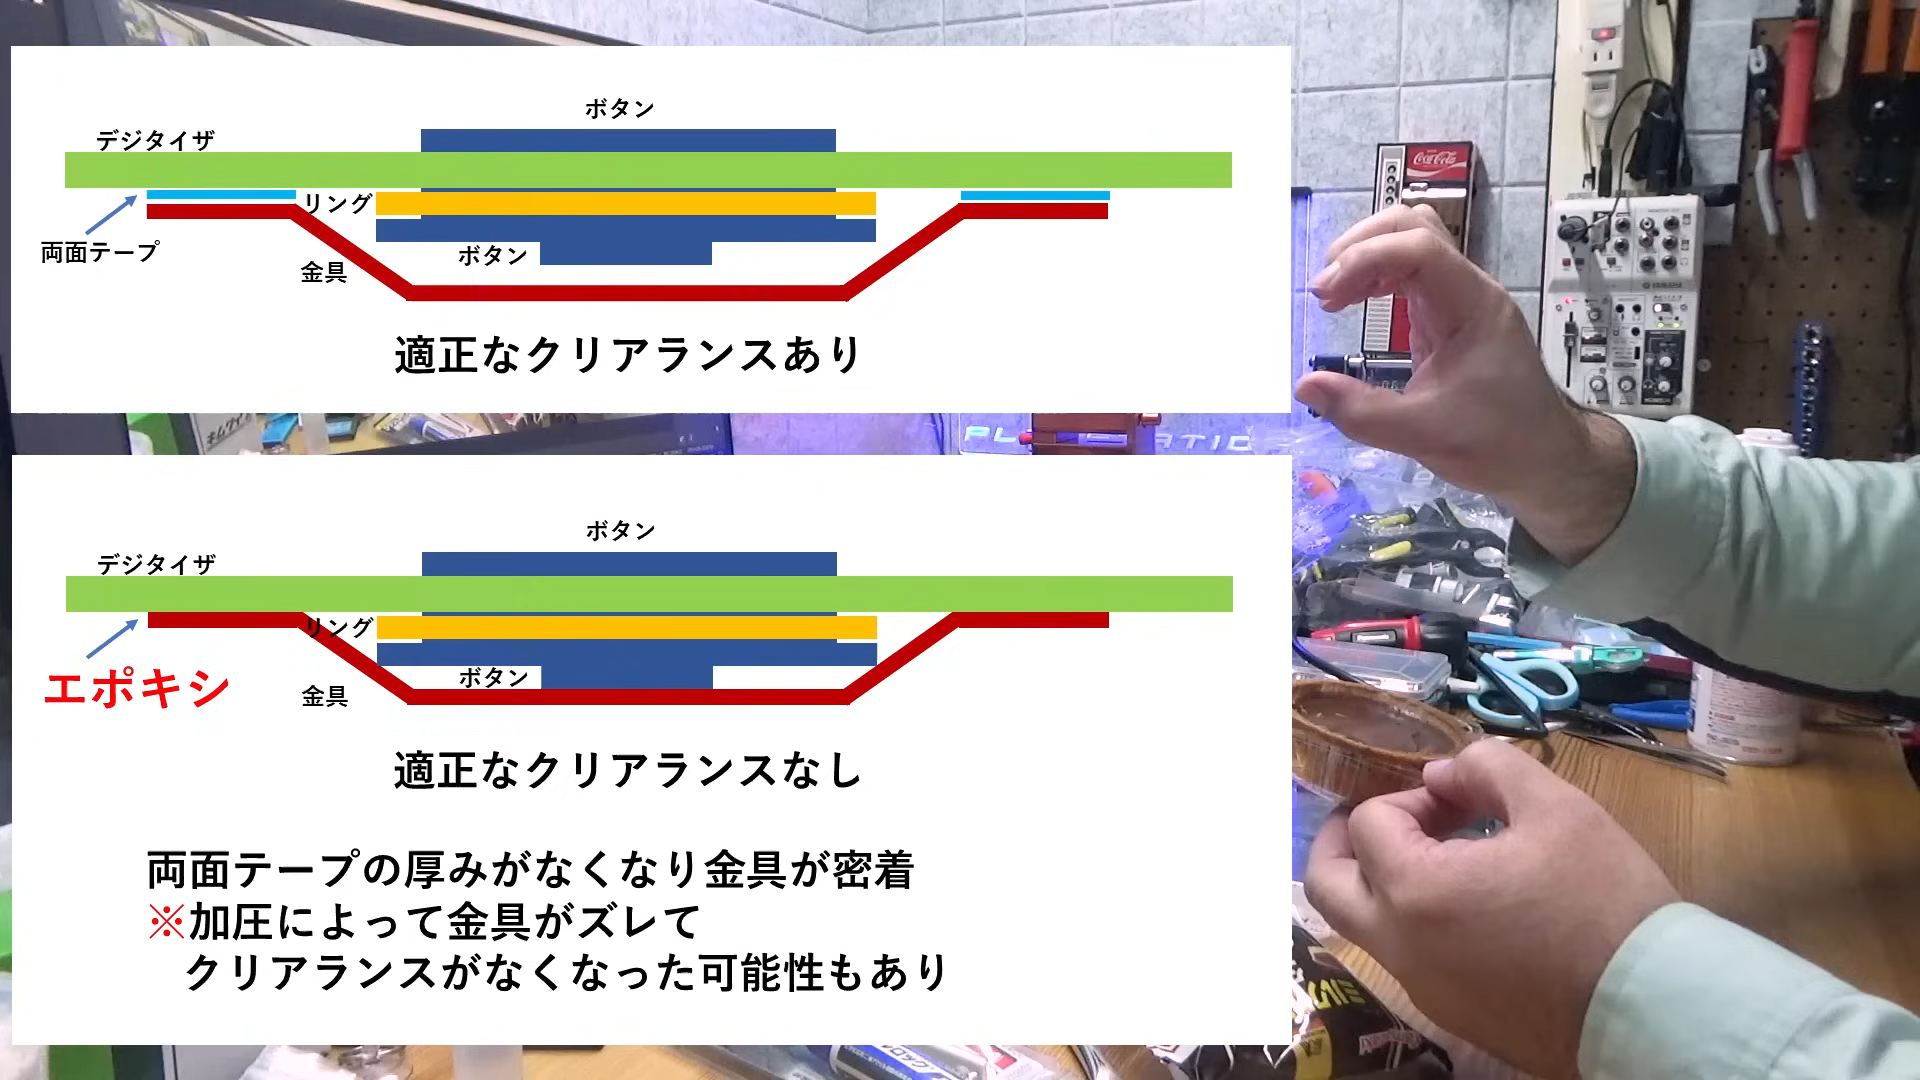 ボタン
デジタイザ
リング
両面テープ
ボタン
金具
適正なクリアランスあり
Coca-Cola
YAMAHA
ボタン
デジタイザ
リング
ボタン
エポキシ
金具
適正なクリアランスなし
両面テープの厚みがなくなり金具が密着
※加圧によって金具がズレて
クリアランスがなくなった可能性もあり